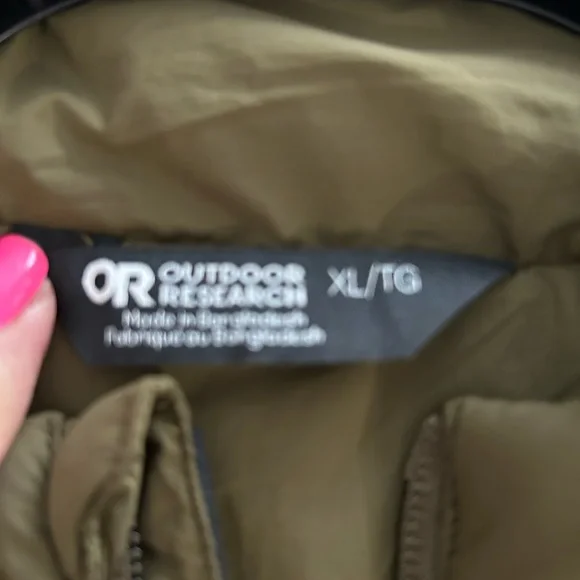 OR OUTDOOR RESEARCH XL/TG
Made in Bangladesh
Fabriqué au Bangladesh